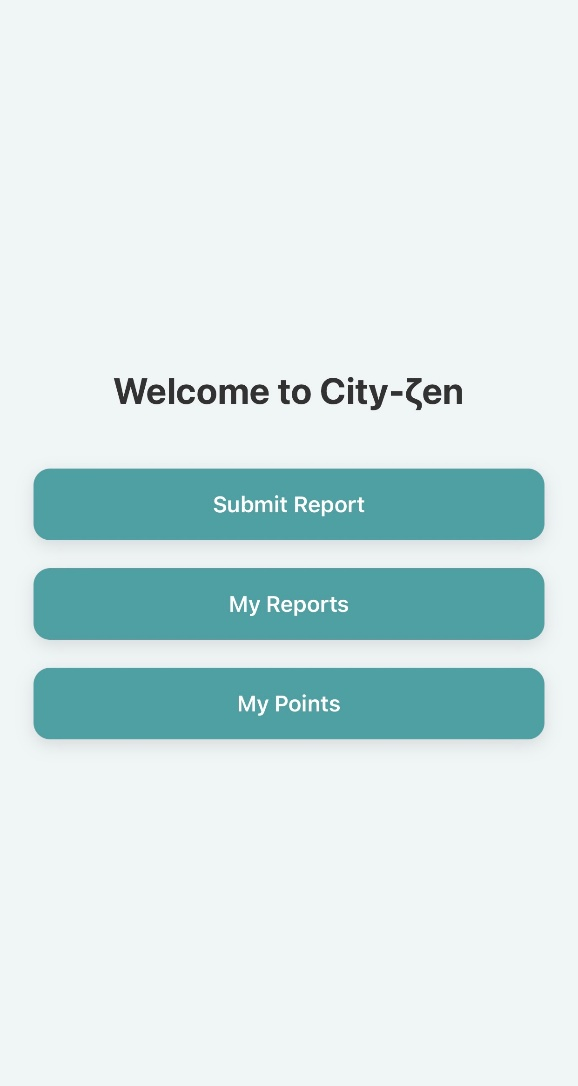 Welcome to City-ζen
Submit Report
My Reports
My Points